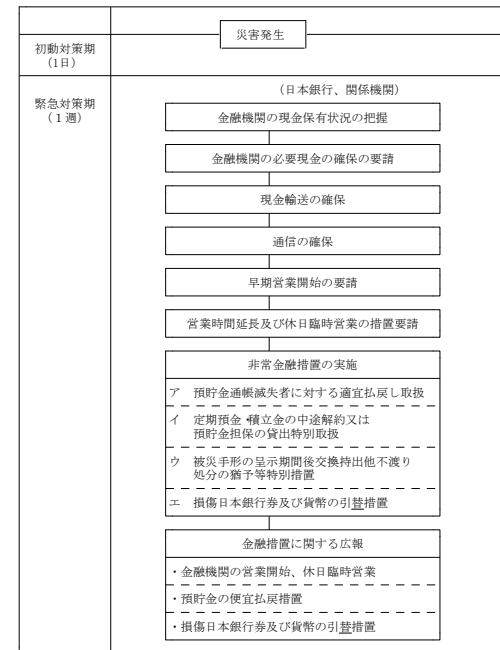 災害発生
初動対策期
(1日)
緊急対策期
(１週)
(日本銀行、関係機関)
金融機関の現金保有状況の把握
金融機関の必要現金の確保の要請
現金輸送の確保
通信の確保
早期営業開始の要請
営業時間延長及び休日臨時営業の措置要請
非常金融措置の実施
ア 預貯金通帳滅失者に対する適宜払戻し取扱
イ 定期預金・積立金の中途解約又は
預貯金担保の貸出特別取扱
ウ 被災手形の呈示期間後交換持出他不渡り
処分の猶予等特別措置
エ 損傷日本銀行券及び貨幣の引替措置
金融措置に関する広報
・金融機関の営業開始、休日臨時営業
・預貯金の便宜払戻措置
・損傷日本銀行券及び貨幣の引替措置